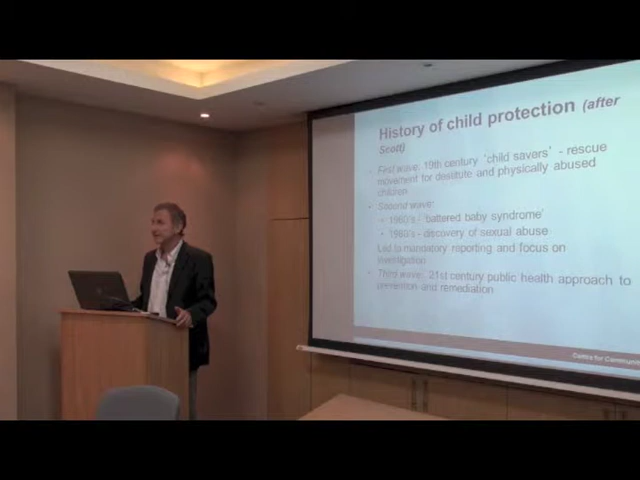 History of child protection (after
Scott)
• First wave: 19th century 'child savers' - rescue
movement for destitute and physically abused
children
• Second wave:
• 1960's - 'battered baby syndrome'
• 1980's - discovery of sexual abuse
Led to mandatory reporting and focus on
investigation
• Third wave: 21st century public health approach to
prevention and remediation
Centre for Commun